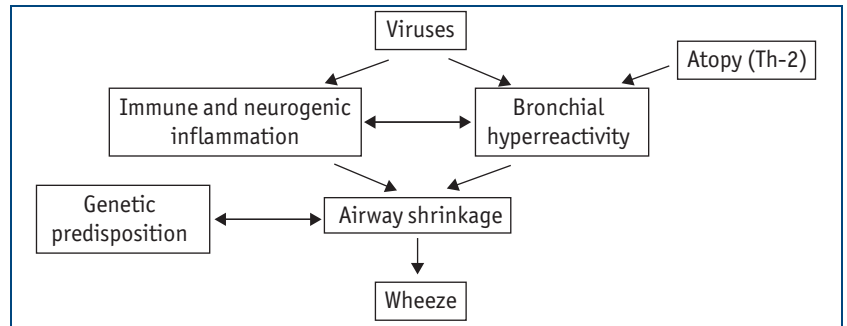 Viruses
Atopy (Th-2)
Immune and neurogenic
inflammation
Bronchial
hyperreactivity
Genetic
predisposition
Airway shrinkage
Wheeze